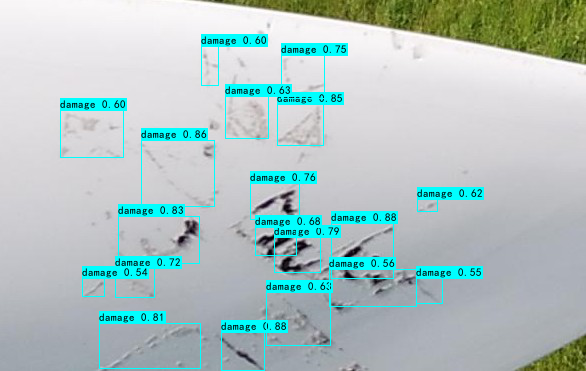 damage 0.60
damage 0.75
damage 0.63
damage 0.85
damage 0.60
damage 0.86
damage 0.76
damage 0.62
damage 0.83
damage 0.68
damage 0.88
damage 0.79
damage 0.72
damage 0.56
damage 0.54
damage 0.55
damage 0.63
damage 0.81
damage 0.88